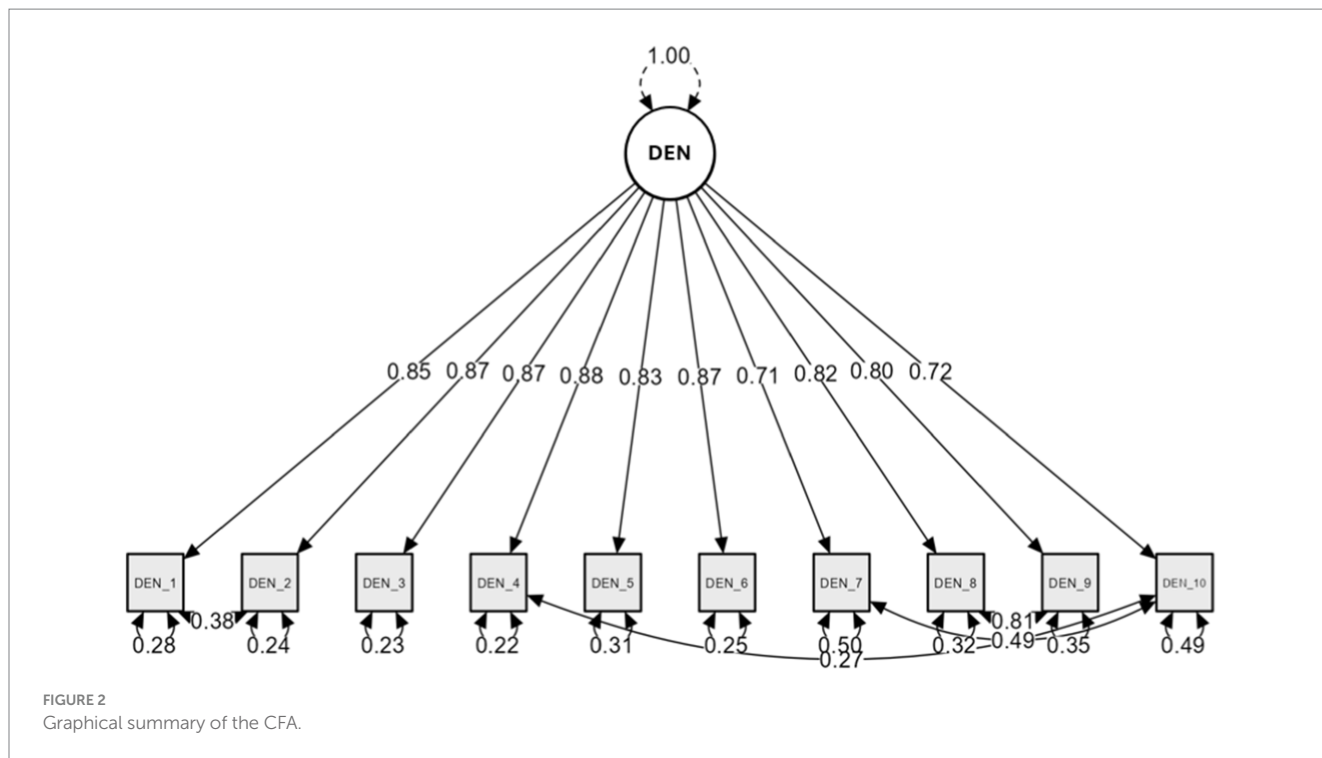 1.00
DEN
0.85 0.87 0.87 0.88 0.83 0.87 0.71 0.82 0.80 0.72
DEN_1 DEN_2 DEN_3 DEN_4 DEN_5 DEN_6 DEN_7 DEN_8 DEN_9 DEN_10
0.38 0.81
0.49
0.28 0.24 0.23 0.22 0.31 0.25 0.50 0.32 0.35 0.49
0.27
FIGURE 2
Graphical summary of the CFA.